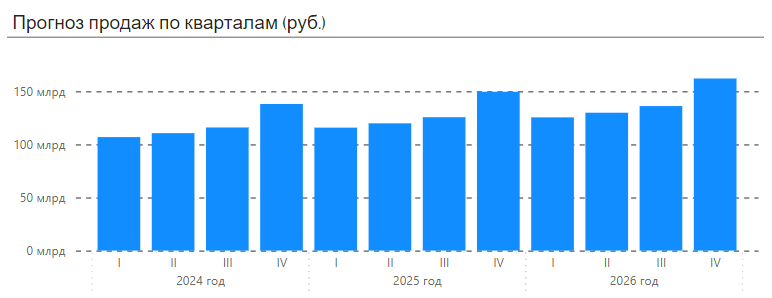 Прогноз продаж по кварталам (руб.)
150 млрд
100 млрд
50 млрд
0 млрд
I II III IV I II III IV I II III IV
2024 год 2025 год 2026 год